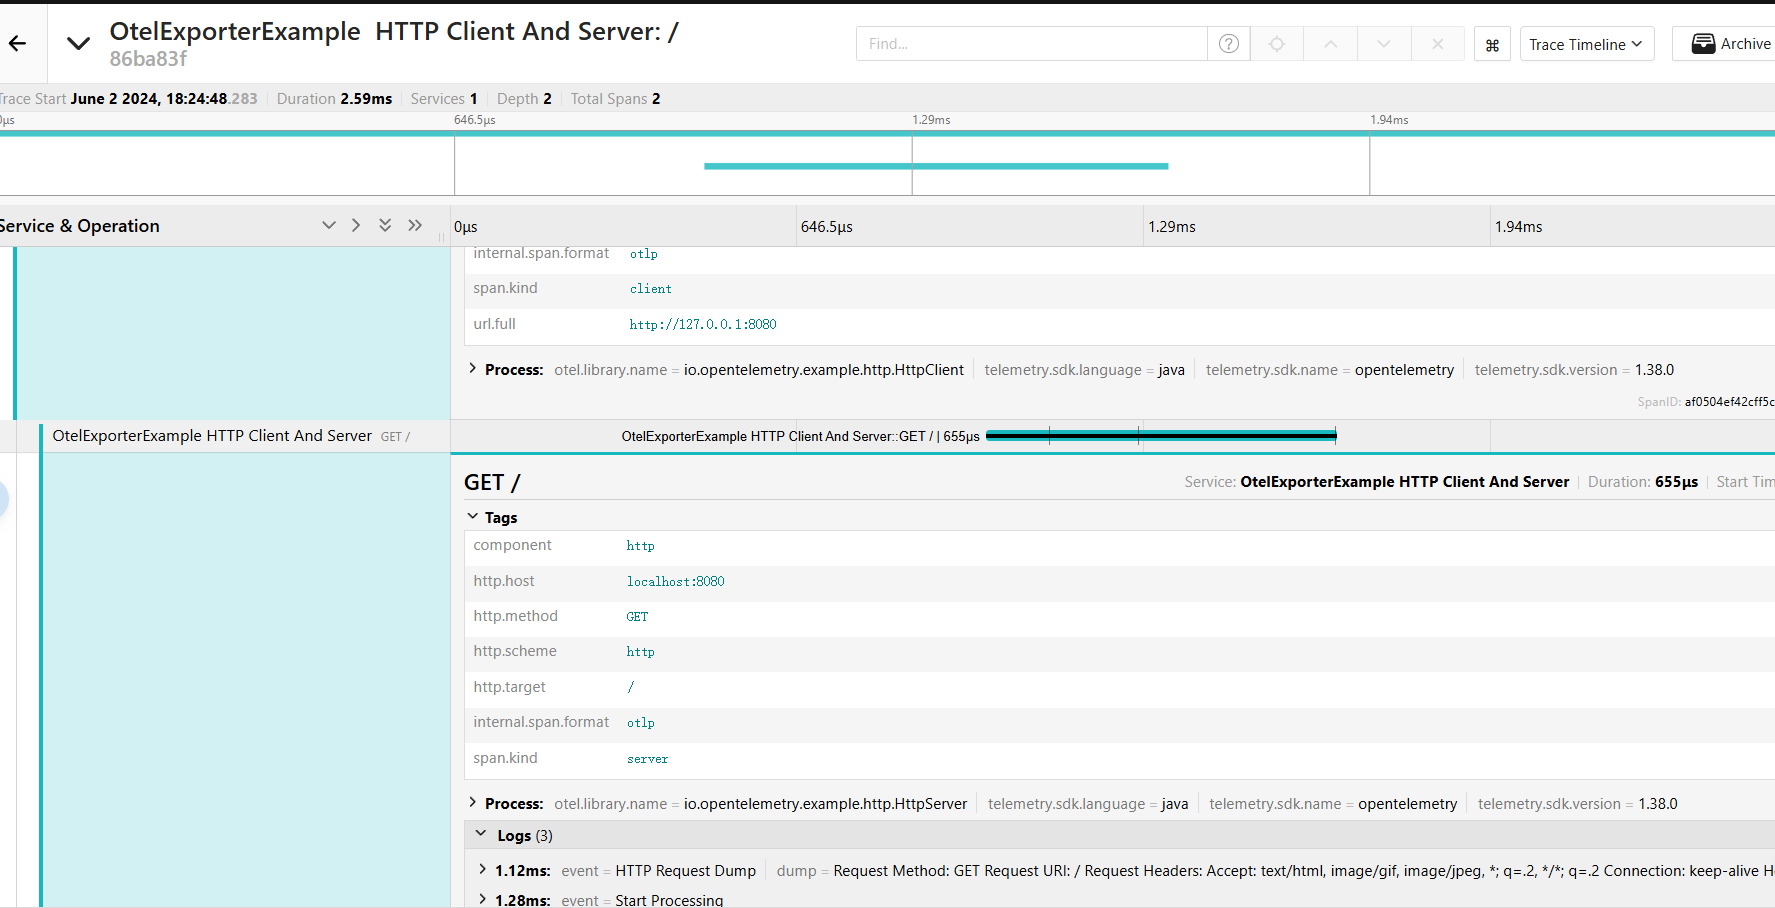 OtelExporterExample HTTP Client And Server: /
86ba83f
Find...
?
⌘
Trace Timeline
Archive
Trace Start June 2 2024, 18:24:48.283 Duration 2.59ms Services 1 Depth 2 Total Spans 2
0µs 646.5µs 1.29ms 1.94ms
Service & Operation
0µs 646.5µs 1.29ms 1.94ms
internal.span.format otlp
span.kind client
url.full http://127.0.0.1:8080
Process: otel.library.name = io.opentelemetry.example.http.HttpClient telemetry.sdk.language = java telemetry.sdk.name = opentelemetry telemetry.sdk.version = 1.38.0
SpanID: af0504ef42cff5c
OtelExporterExample HTTP Client And Server GET /
OtelExporterExample HTTP Client And Server::GET / | 655µs
GET /
Service: OtelExporterExample HTTP Client And Server Duration: 655µs Start Tim
Tags
component http
http.host localhost:8080
http.method GET
http.scheme http
http.target /
internal.span.format otlp
span.kind server
Process: otel.library.name = io.opentelemetry.example.http.HttpServer telemetry.sdk.language = java telemetry.sdk.name = opentelemetry telemetry.sdk.version = 1.38.0
Logs (3)
1.12ms: event = HTTP Request Dump dump = Request Method: GET Request URI: / Request Headers: Accept: text/html, image/gif, image/jpeg, *; q=.2, */*; q=.2 Connection: keep-alive H
1.28ms: event = Start Processing